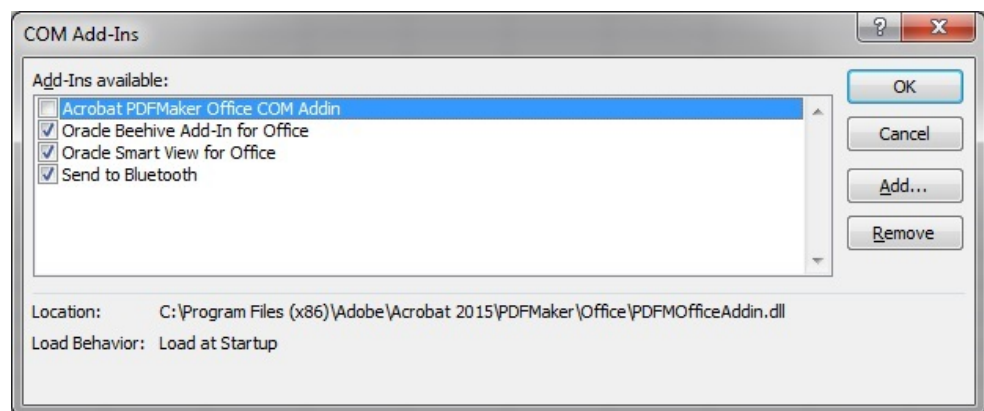 COM Add-Ins
?
X
Add-Ins available:
Acrobat PDFMaker Office COM Addin
Oracle Beehive Add-In for Office
Oracle Smart View for Office
Send to Bluetooth
OK
Cancel
Add...
Remove
Location: C:\Program Files (x86)\Adobe\Acrobat 2015\PDFMaker\Office\PDFMOfficeAddin.dll
Load Behavior: Load at Startup